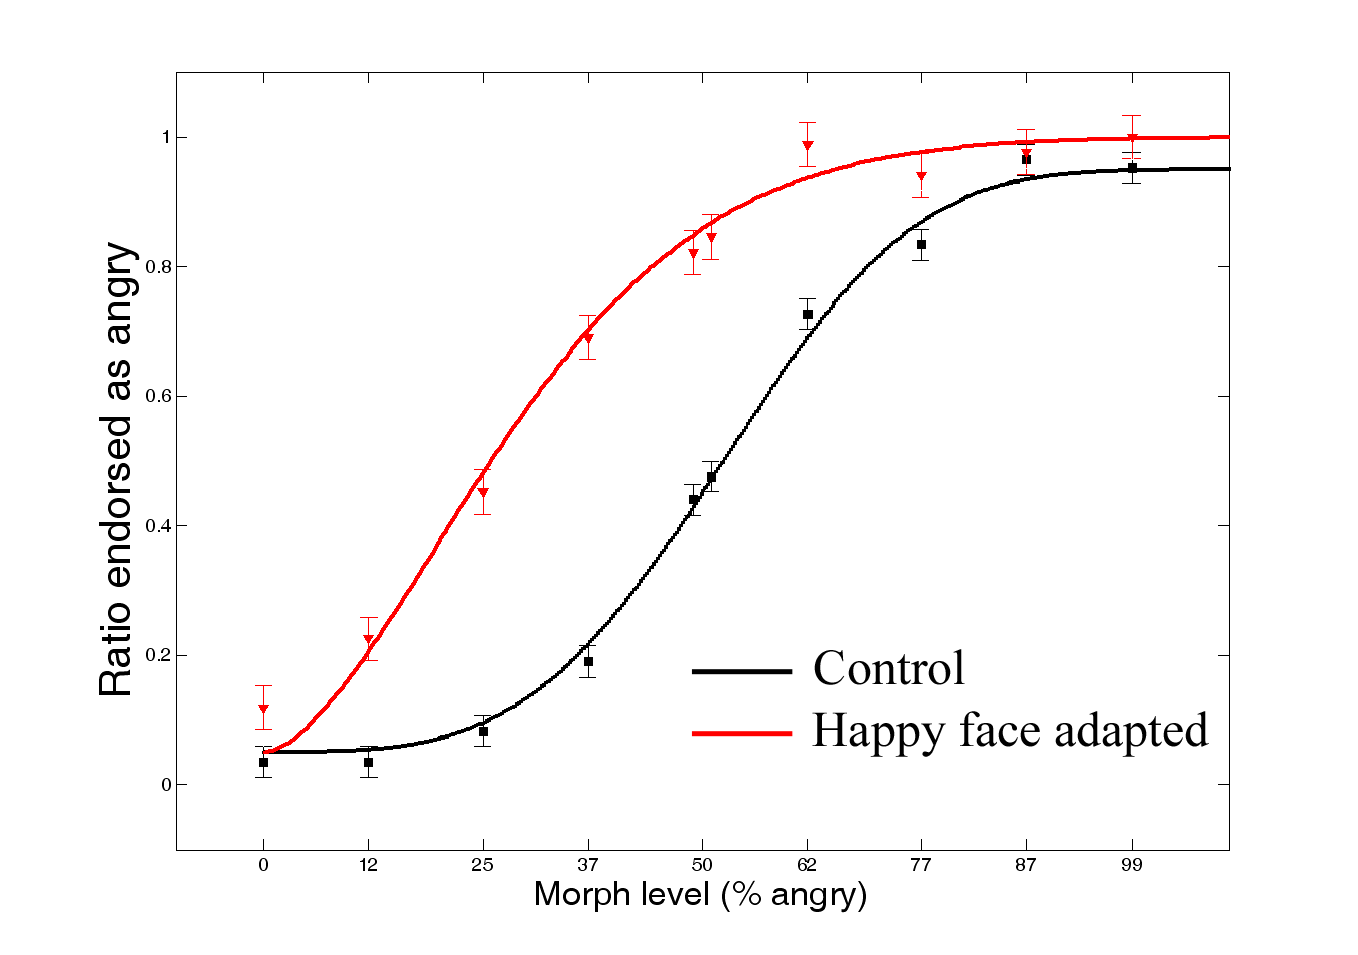 1
0.8
0.6
0.4
0.2
0
Ratio endorsed as angry
Control
Happy face adapted
0 12 25 37 50 62 77 87 99
Morph level (% angry)